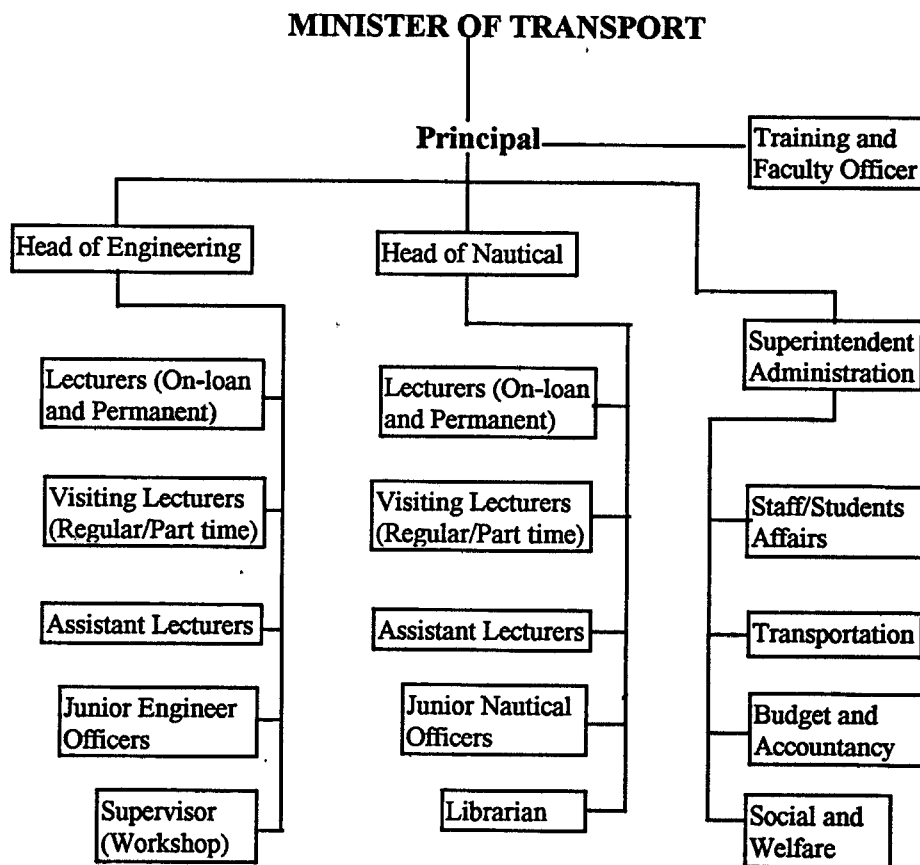 MINISTER OF TRANSPORT
Principal
Training and
Faculty Officer
Head of Engineering
Head of Nautical
Superintendent
Administration
Lecturers (On-loan
and Permanent)
Visiting Lecturers
(Regular/Part time)
Assistant Lecturers
Junior Engineer
Officers
Supervisor
(Workshop)
Lecturers (On-loan
and Permanent)
Visiting Lecturers
(Regular/Part time)
Assistant Lecturers
Junior Nautical
Officers
Librarian
Staff/Students
Affairs
Transportation
Budget and
Accountancy
Social and
Welfare